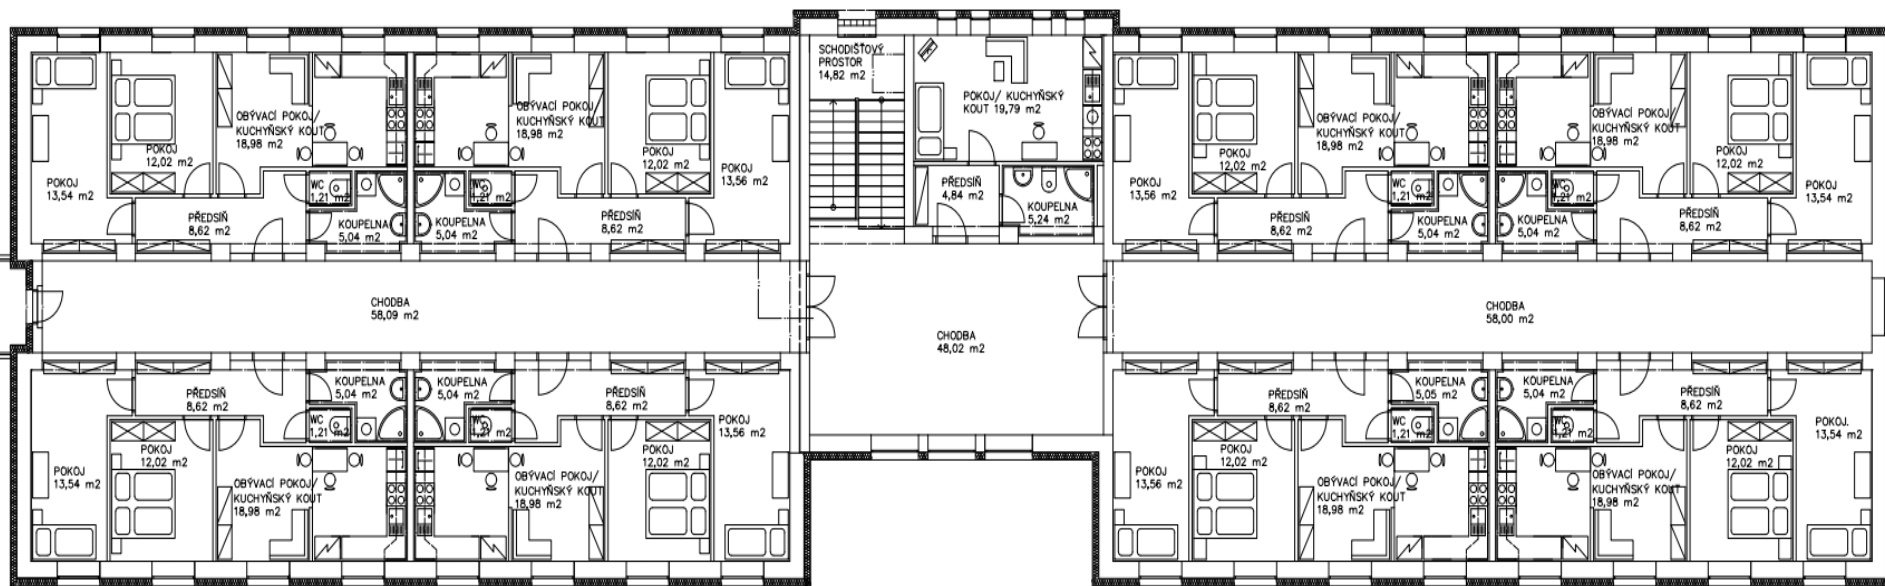 POKOJ
13,54 m2
POKOJ
12,02 m2
OBÝVACÍ POKOJ/
KUCHYŇSKÝ KOUT
18,98 m2
WC
1,21 m2
PŘEDSÍŇ
8,62 m2
KOUPELNA
5,04 m2
OBÝVACÍ POKOJ/
KUCHYŇSKÝ KOUT
18,98 m2
POKOJ
12,02 m2
POKOJ
13,56 m2
WC
1,21 m2
KOUPELNA
5,04 m2
PŘEDSÍŇ
8,62 m2
SCHODIŠŤOVÝ
PROSTOR
14,82 m2
POKOJ/ KUCHYŇSKÝ
KOUT 19,79 m2
PŘEDSÍŇ
4,84 m2
KOUPELNA
5,24 m2
POKOJ
13,56 m2
POKOJ
12,02 m2
OBÝVACÍ POKOJ/
KUCHYŇSKÝ KOUT
18,98 m2
WC
1,21 m2
PŘEDSÍŇ
8,62 m2
KOUPELNA
5,04 m2
OBÝVACÍ POKOJ/
KUCHYŇSKÝ KOUT
18,98 m2
POKOJ
12,02 m2
POKOJ
13,54 m2
WC
1,21 m2
KOUPELNA
5,04 m2
PŘEDSÍŇ
8,62 m2
CHODBA
58,09 m2
CHODBA
48,02 m2
CHODBA
58,00 m2
PŘEDSÍŇ
8,62 m2
KOUPELNA
5,04 m2
WC
1,21 m2
POKOJ
13,54 m2
POKOJ
12,02 m2
OBÝVACÍ POKOJ/
KUCHYŇSKÝ KOUT
18,98 m2
KOUPELNA
5,04 m2
PŘEDSÍŇ
8,62 m2
WC
1,21 m2
POKOJ
13,56 m2
OBÝVACÍ POKOJ/
KUCHYŇSKÝ KOUT
18,98 m2
POKOJ
12,02 m2
PŘEDSÍŇ
8,62 m2
KOUPELNA
5,05 m2
WC
1,21 m2
POKOJ
13,56 m2
POKOJ
12,02 m2
OBÝVACÍ POKOJ/
KUCHYŇSKÝ KOUT
18,98 m2
KOUPELNA
5,04 m2
PŘEDSÍŇ
8,62 m2
WC
1,21 m2
POKOJ.
13,54 m2
OBÝVACÍ POKOJ/
KUCHYŇSKÝ KOUT
18,98 m2
POKOJ
12,02 m2